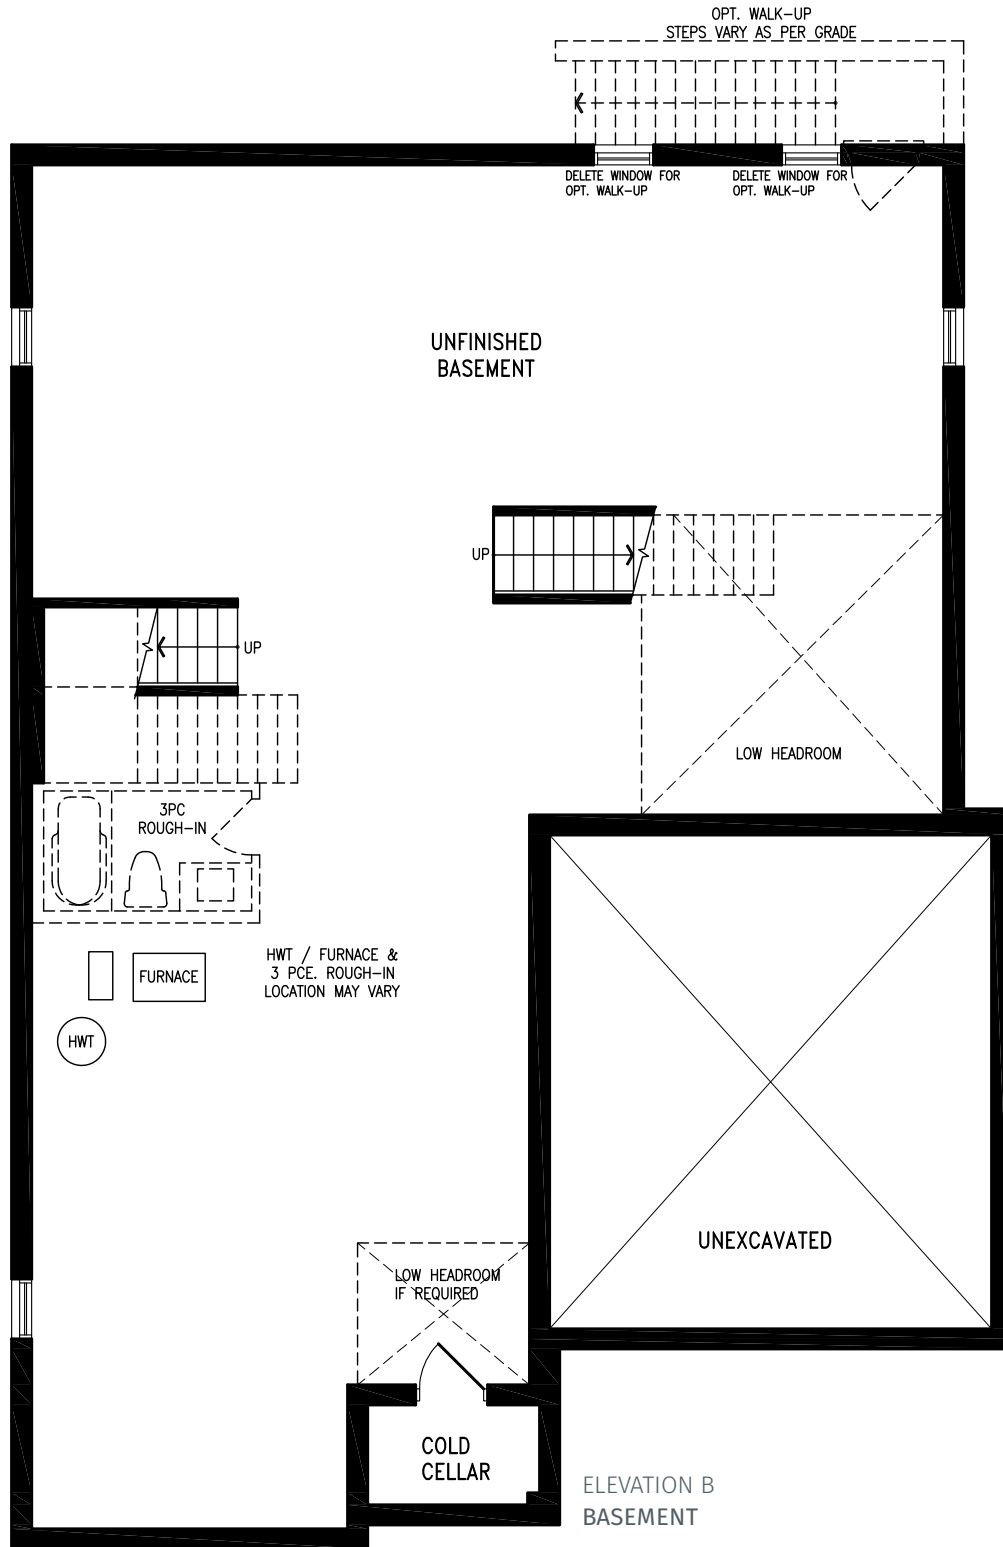 OPT. WALK-UP
STEPS VARY AS PER GRADE
DELETE WINDOW FOR
OPT. WALK-UP
DELETE WINDOW FOR
OPT. WALK-UP
UNFINISHED
BASEMENT
UP
UP
LOW HEADROOM
3PC
ROUGH-IN
HWT / FURNACE &
3 PCE. ROUGH-IN
LOCATION MAY VARY
FURNACE
HWT
UNEXCAVATED
LOW HEADROOM
IF REQUIRED
COLD
CELLAR
ELEVATION B
BASEMENT